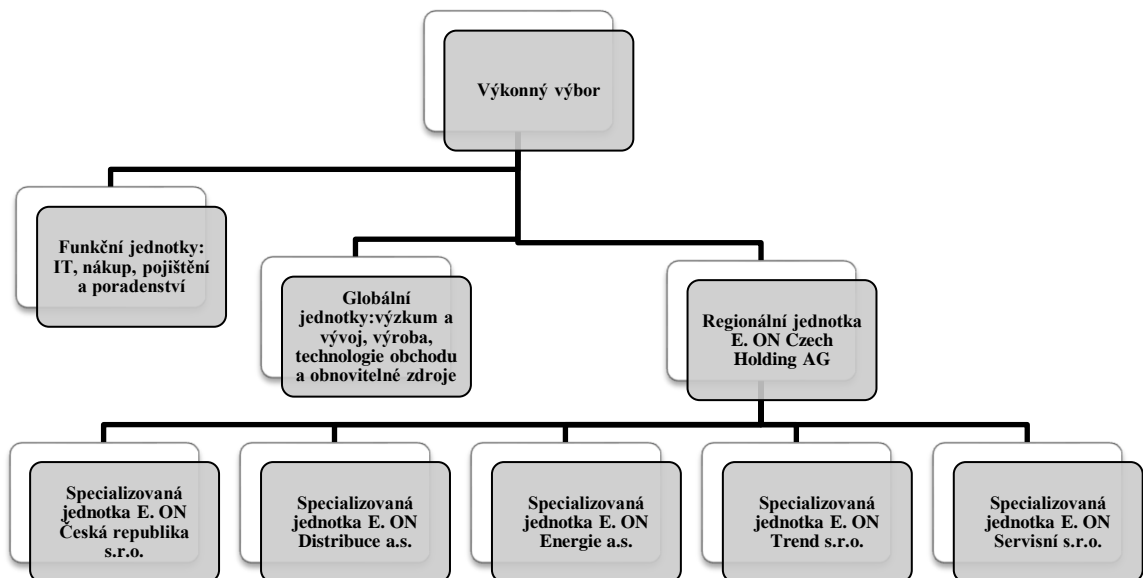 Výkonný výbor
Funkční jednotky:
IT, nákup, pojištění
a poradenství
Globální
jednotky:výzkum a
vývoj, výroba,
technologie obchodu
a obnovitelné zdroje
Regionální jednotka
E. ON Czech
Holding AG
Specializovaná
jednotka E. ON
Česká republika
s.r.o.
Specializovaná
jednotka E. ON
Distribuce a.s.
Specializovaná
jednotka E. ON
Energie a.s.
Specializovaná
jednotka E. ON
Trend s.r.o.
Specializovaná
jednotka E. ON
Servisní s.r.o.